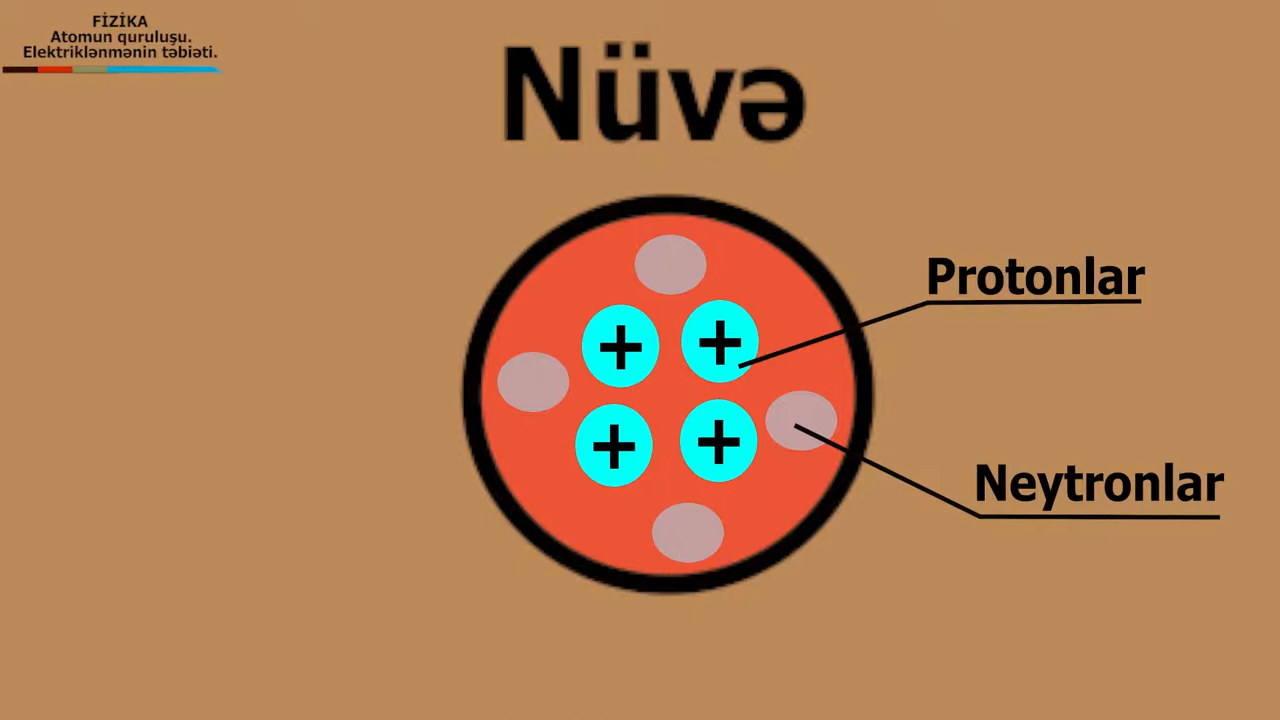 FİZİKA
Atomun quruluşu.
Elektriklənmənin təbiəti.
Nüvə
Protonlar
+ +
+ +
Neytronlar